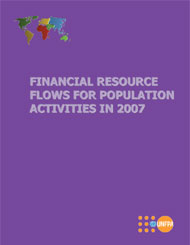 FINANCIAL RESOURCE
FLOWS FOR POPULATION
ACTIVITIES IN 2007
UNFPA